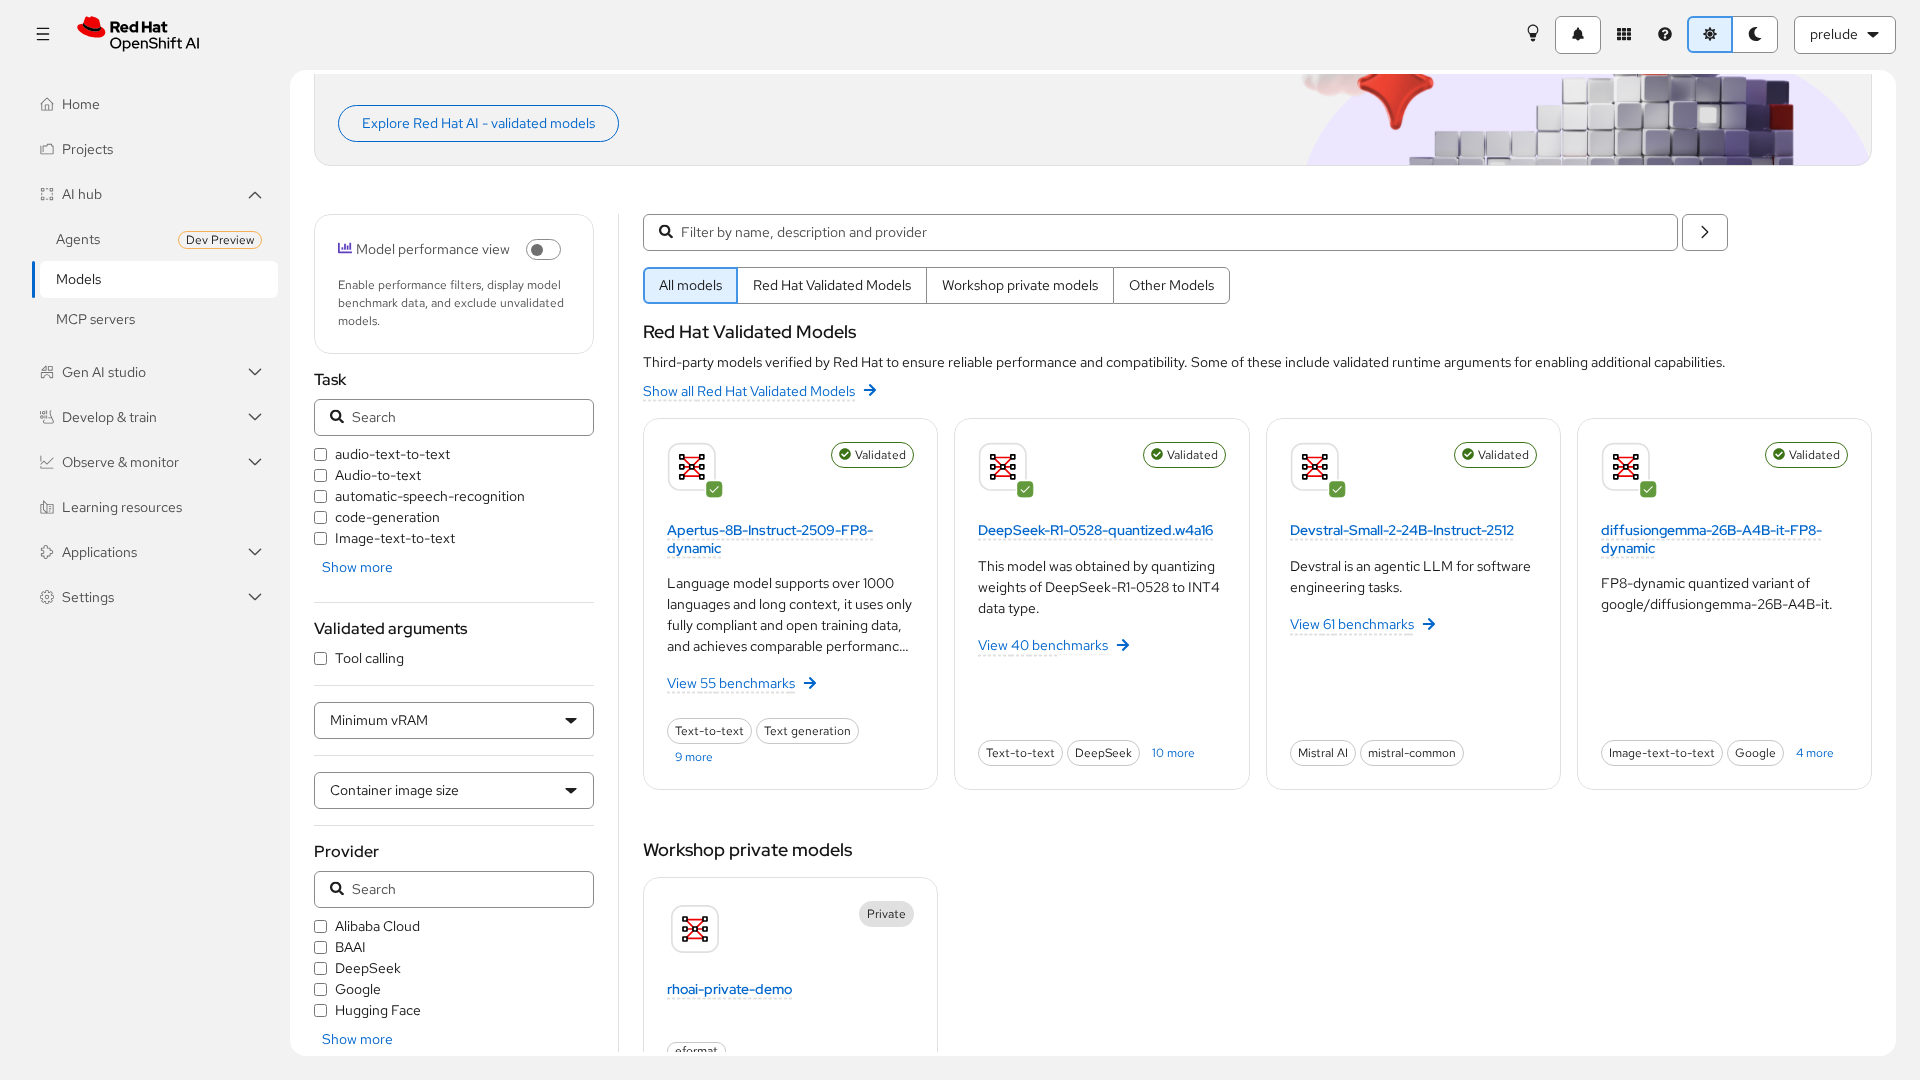 Red Hat
OpenShift AI
prelude
Home
Projects
AI hub
Agents
Dev Preview
Models
MCP servers
Gen AI studio
Develop & train
Observe & monitor
Learning resources
Applications
Settings
Explore Red Hat AI - validated models
Model performance view
Enable performance filters, display model
benchmark data, and exclude unvalidated
models.
Task
Search
audio-text-to-text
Audio-to-text
automatic-speech-recognition
code-generation
Image-text-to-text
Show more
Validated arguments
Tool calling
Minimum vRAM
Container image size
Provider
Search
Alibaba Cloud
BAAI
DeepSeek
Google
Hugging Face
Show more
Filter by name, description and provider
All models
Red Hat Validated Models
Workshop private models
Other Models
Red Hat Validated Models
Third-party models verified by Red Hat to ensure reliable performance and compatibility. Some of these include validated runtime arguments for enabling additional capabilities.
Show all Red Hat Validated Models
Validated
Apertus-8B-Instruct-2509-FP8-
dynamic
Language model supports over 1000
languages and long context, it uses only
fully compliant and open training data,
and achieves comparable performanc...
View 55 benchmarks
Text-to-text
Text generation
9 more
Validated
DeepSeek-R1-0528-quantized.w4a16
This model was obtained by quantizing
weights of DeepSeek-R1-0528 to INT4
data type.
View 40 benchmarks
Text-to-text
DeepSeek
10 more
Validated
Devstral-Small-2-24B-Instruct-2512
Devstral is an agentic LLM for software
engineering tasks.
View 61 benchmarks
Mistral AI
mistral-common
Validated
diffusiongemma-26B-A4B-it-FP8-
dynamic
FP8-dynamic quantized variant of
google/diffusiongemma-26B-A4B-it.
Image-text-to-text
Google
4 more
Workshop private models
Private
rhoai-private-demo
eformat